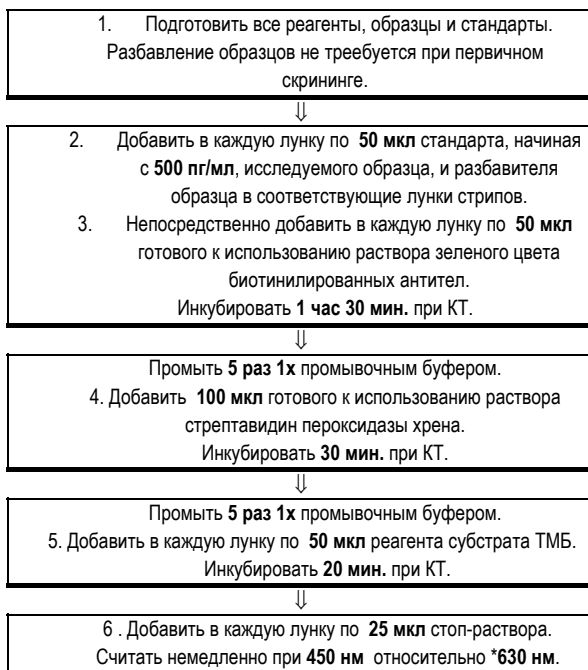 1. Подготовить все реагенты, образцы и стандарты.
Разбавление образцов не трeебуется при первичном
скрининге.
⇓
2. Добавить в каждую лунку по 50 мкл стандарта, начиная
с 500 пг/мл, исследуемого образца, и разбавителя
образца в соответствующие лунки стрипов.
3. Непосредственно добавить в каждую лунку по 50 мкл
готового к использованию раствора зеленого цвета
биотинилированных антител.
Инкубировать 1 час 30 мин. при КТ.
⇓
Промыть 5 раз 1x промывочным буфером.
4. Добавить 100 мкл готового к использованию раствора
стрептавидин пероксидазы хрена.
Инкубировать 30 мин. при КТ.
⇓
Промыть 5 раз 1x промывочным буфером.
5. Добавить в каждую лунку по 50 мкл реагента субстрата ТМБ.
Инкубировать 20 мин. при КТ.
⇓
6 . Добавить в каждую лунку по 25 мкл стоп-раствора.
Считать немедленно при 450 нм относительно *630 нм.